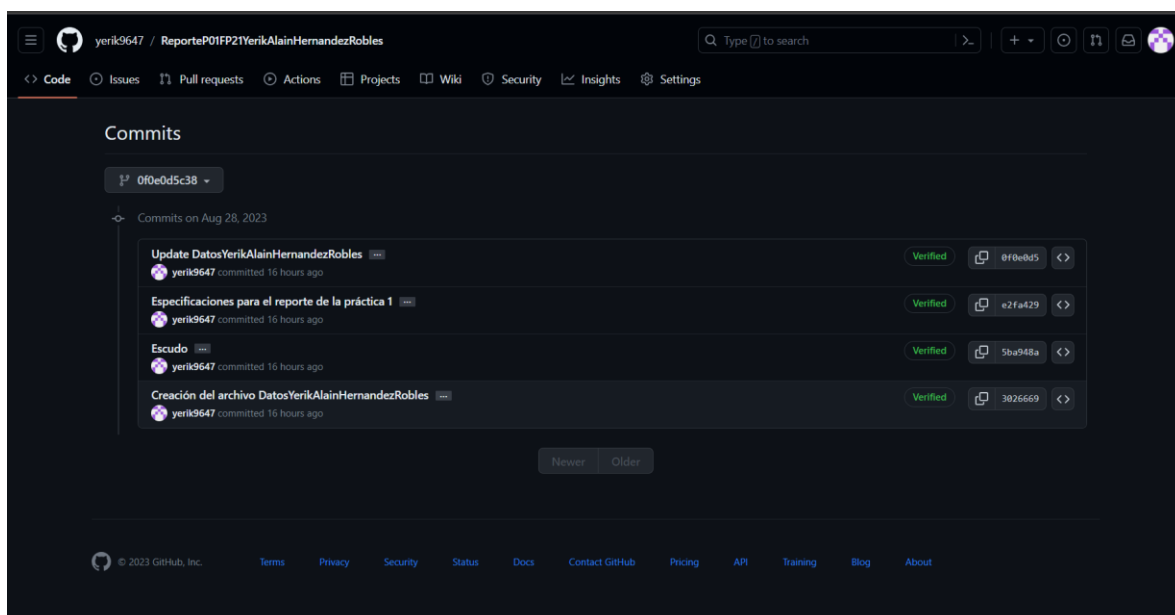 yerik9647 / ReporteP01FP21YerikAlainHernandezRobles
Type / to search
Code Issues Pull requests Actions Projects Wiki Security Insights Settings
Commits
0f0e0d5c38
Commits on Aug 28, 2023
Update DatosYerikAlainHernandezRobles ...
Verified 0f0e0d5
yerik9647 committed 16 hours ago
Especificaciones para el reporte de la práctica 1 ...
Verified e2fa429
yerik9647 committed 16 hours ago
Escudo ...
Verified 5ba948a
yerik9647 committed 16 hours ago
Creación del archivo DatosYerikAlainHernandezRobles ...
Verified 3026669
yerik9647 committed 16 hours ago
Newer Older
© 2023 GitHub, Inc. Terms Privacy Security Status Docs Contact GitHub Pricing API Training Blog About